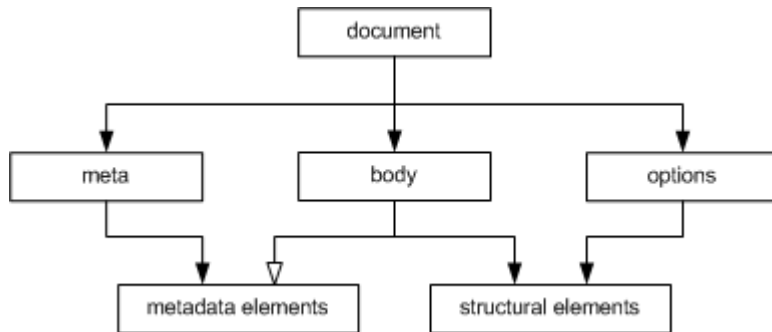 document
meta
body
options
metadata elements
structural elements